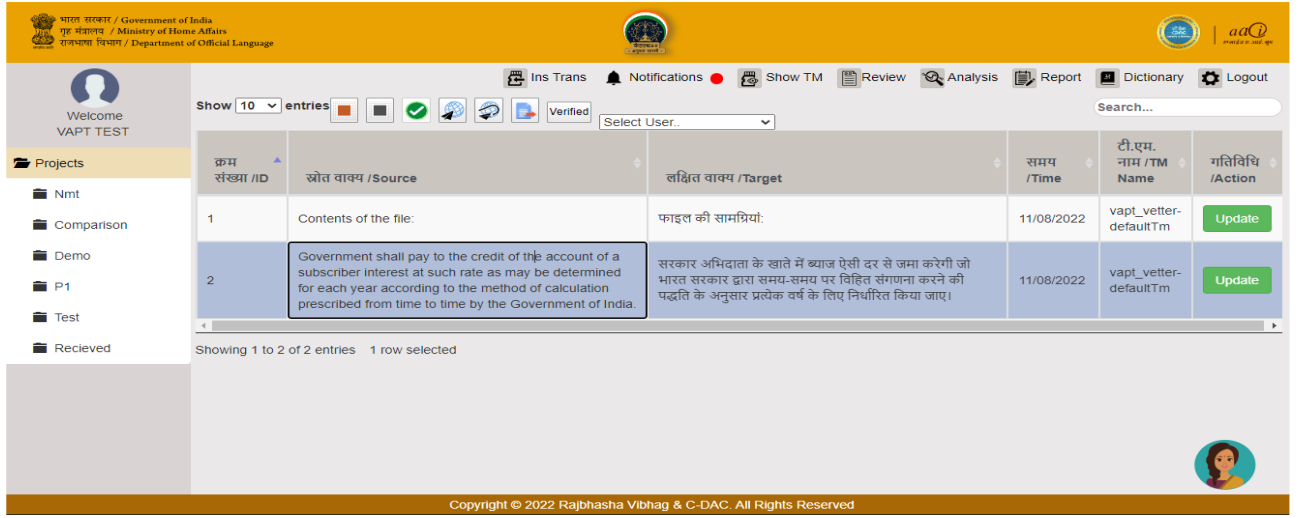 भारत सरकार / Government of India
गृह मंत्रालय / Ministry of Home Affairs
राजभाषा विभाग / Department of Official Language
Ins Trans Notifications Show TM Review Analysis Report Dictionary Logout
Welcome
VAPT TEST
Show 10 entries Verified Select User.. Search...
Projects
Nmt
Comparison
Demo
P1
Test
Recieved
क्रम
संख्या /ID
स्रोत वाक्य /Source
लक्षित वाक्य /Target
समय
/Time
टी.एम.
नाम /TM
Name
गतिविधि
/Action
1
Contents of the file:
फाइल की सामग्रियां:
11/08/2022
vapt_vetter-
defaultTm
Update
2
Government shall pay to the credit of the account of a
subscriber interest at such rate as may be determined
for each year according to the method of calculation
prescribed from time to time by the Government of India.
सरकार अभिदाता के खाते में ब्याज ऐसी दर से जमा करेगी जो
भारत सरकार द्वारा समय-समय पर विहित संगणना करने की
पद्धति के अनुसार प्रत्येक वर्ष के लिए निर्धारित किया जाए।
11/08/2022
vapt_vetter-
defaultTm
Update
Showing 1 to 2 of 2 entries 1 row selected
Copyright © 2022 Rajbhasha Vibhag & C-DAC. All Rights Reserved